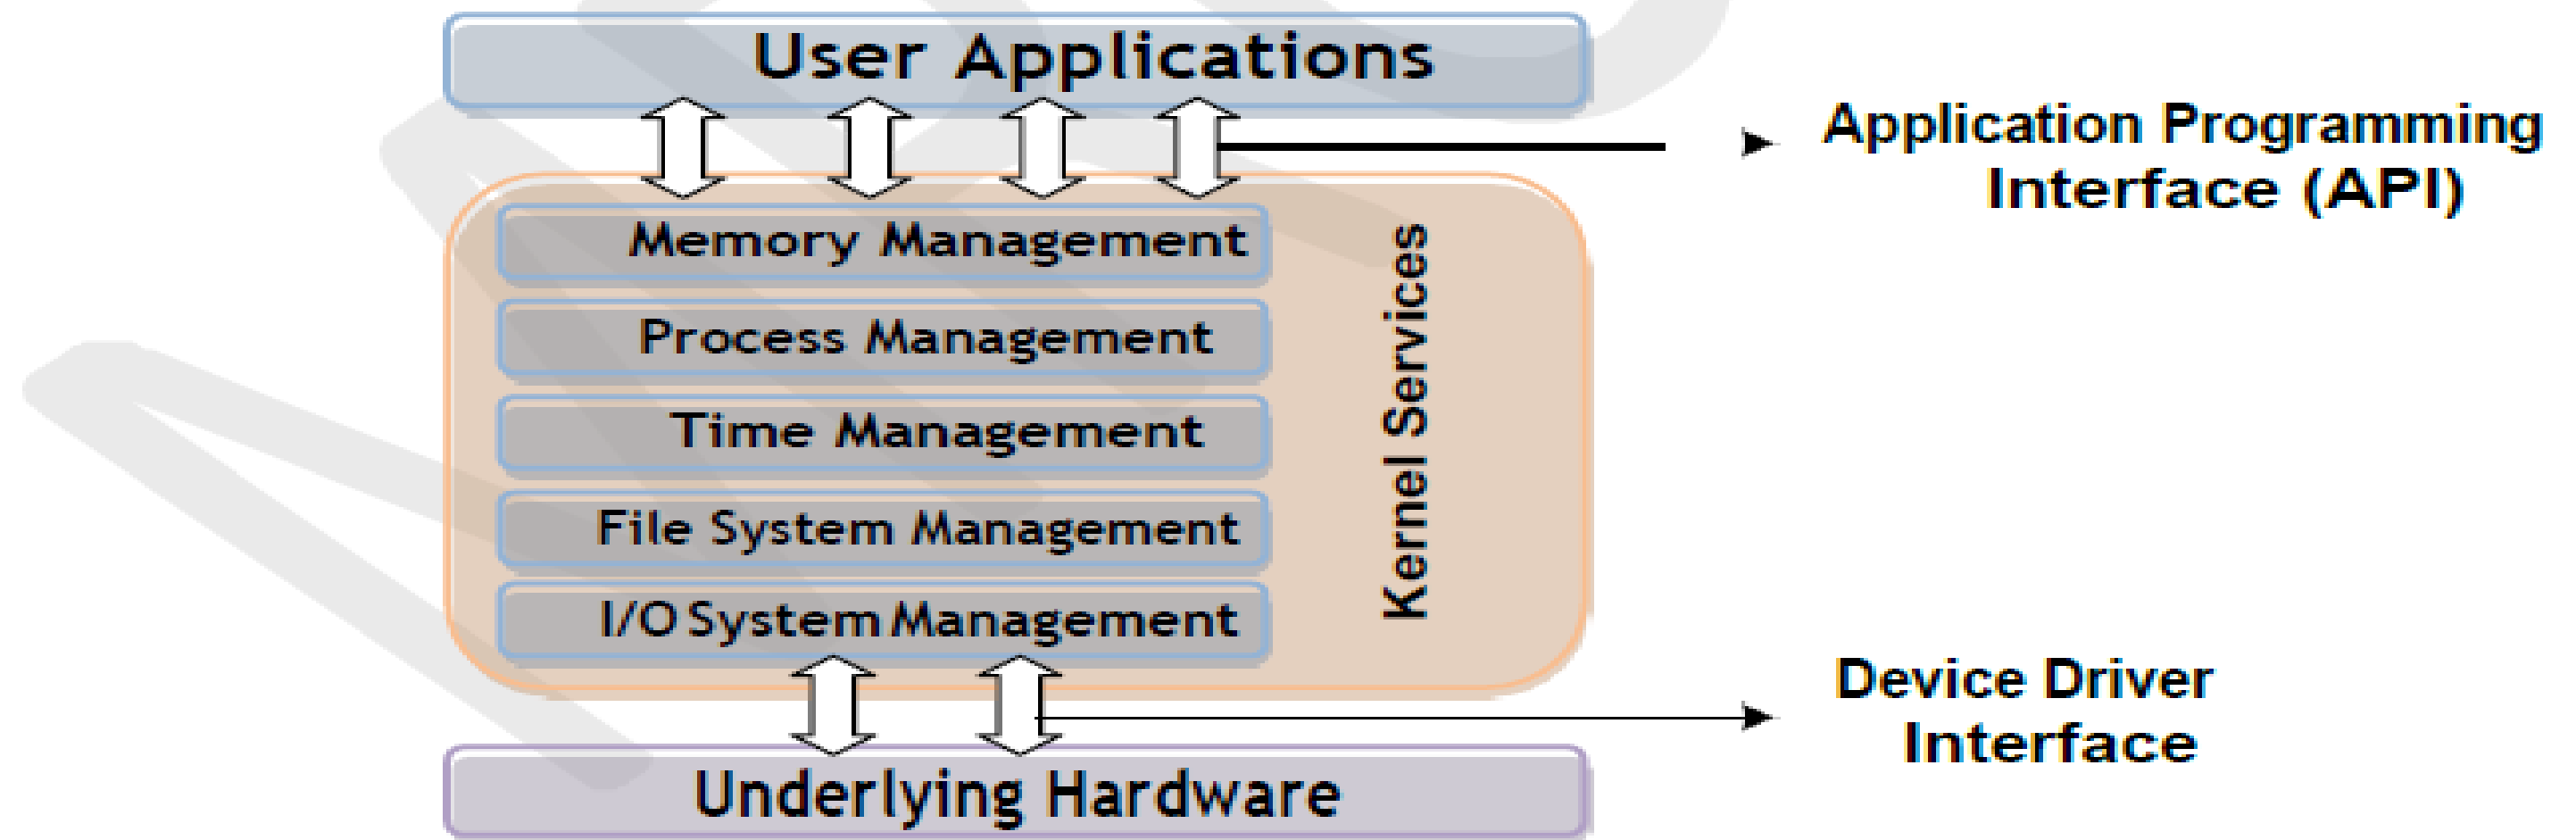 User Applications
Application Programming
Interface (API)
Memory Management
Process Management
Time Management
File System Management
I/O System Management
Kernel Services
Device Driver
Interface
Underlying Hardware